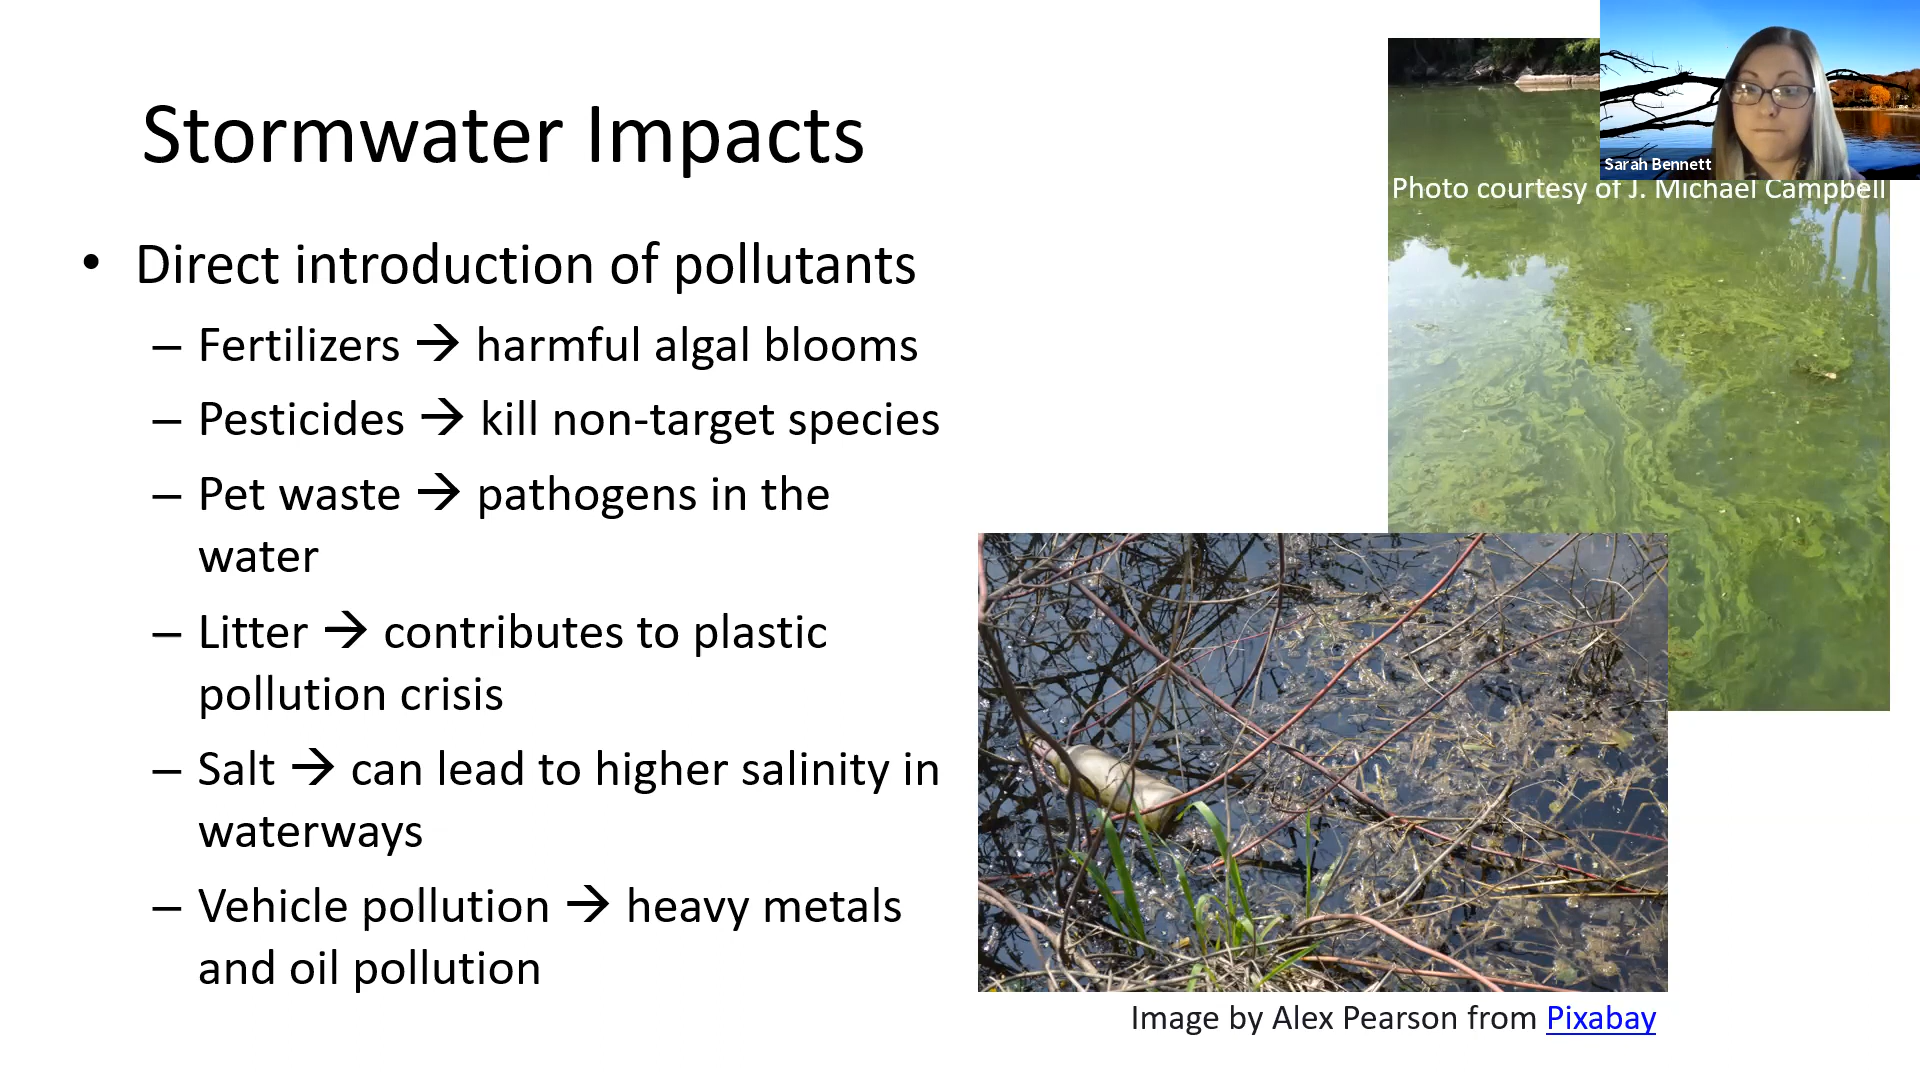 Stormwater Impacts
• Direct introduction of pollutants
– Fertilizers → harmful algal blooms
– Pesticides → kill non-target species
– Pet waste → pathogens in the
water
– Litter → contributes to plastic
pollution crisis
– Salt → can lead to higher salinity in
waterways
– Vehicle pollution → heavy metals
and oil pollution
Sarah Bennett
Photo courtesy of J. Michael Campbell
Image by Alex Pearson from Pixabay